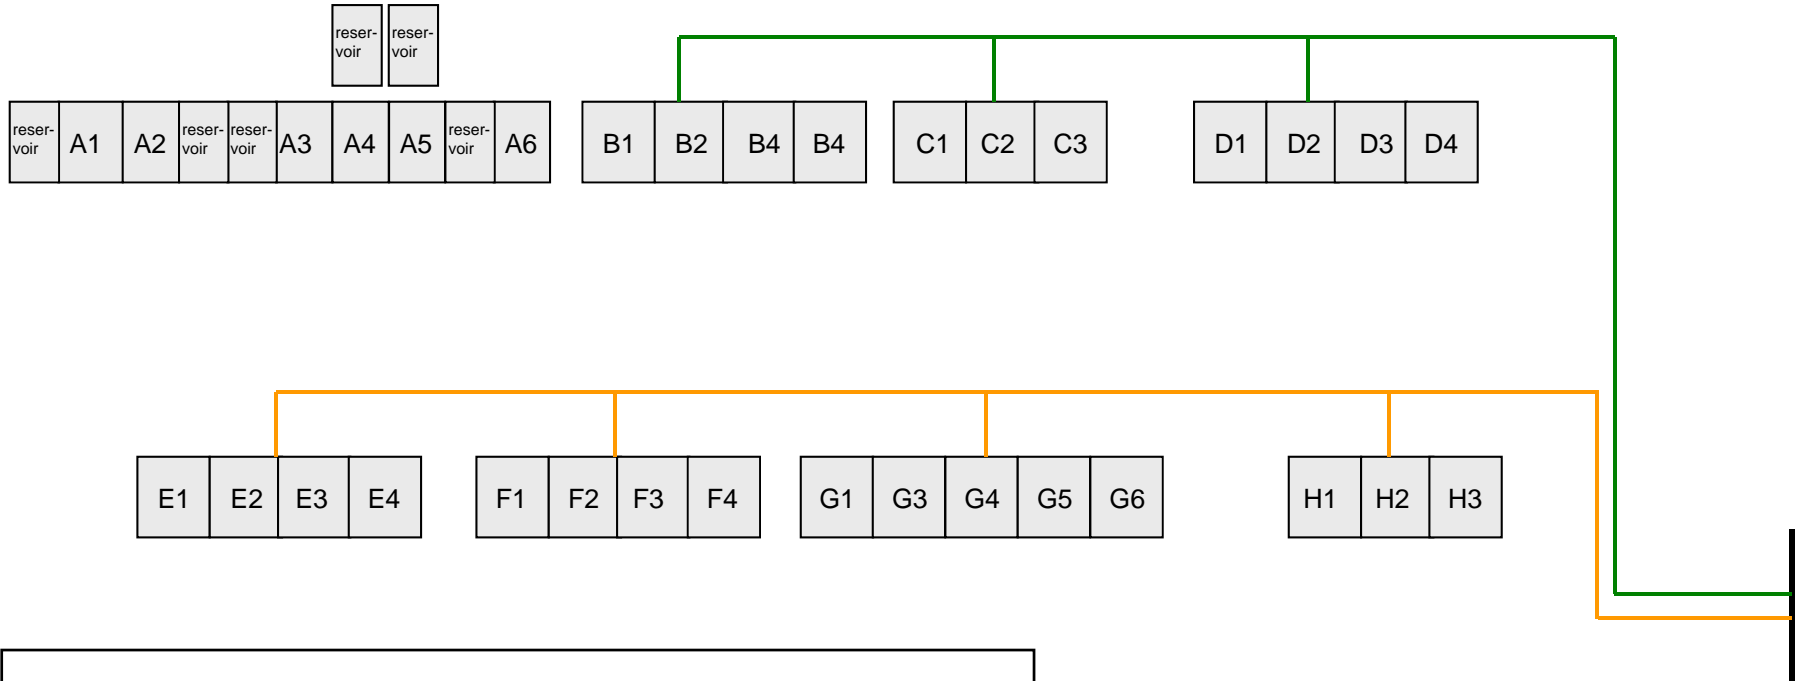 reser-
voir
reser-
voir
reser-
voir
A1
A2
reser-
voir
reser-
voir
A3
A4
A5
reser-
voir
A6
B1
B2
B4
B4
C1
C2
C3
D1
D2
D3
D4
E1
E2
E3
E4
F1
F2
F3
F4
G1
G3
G4
G5
G6
H1
H2
H3